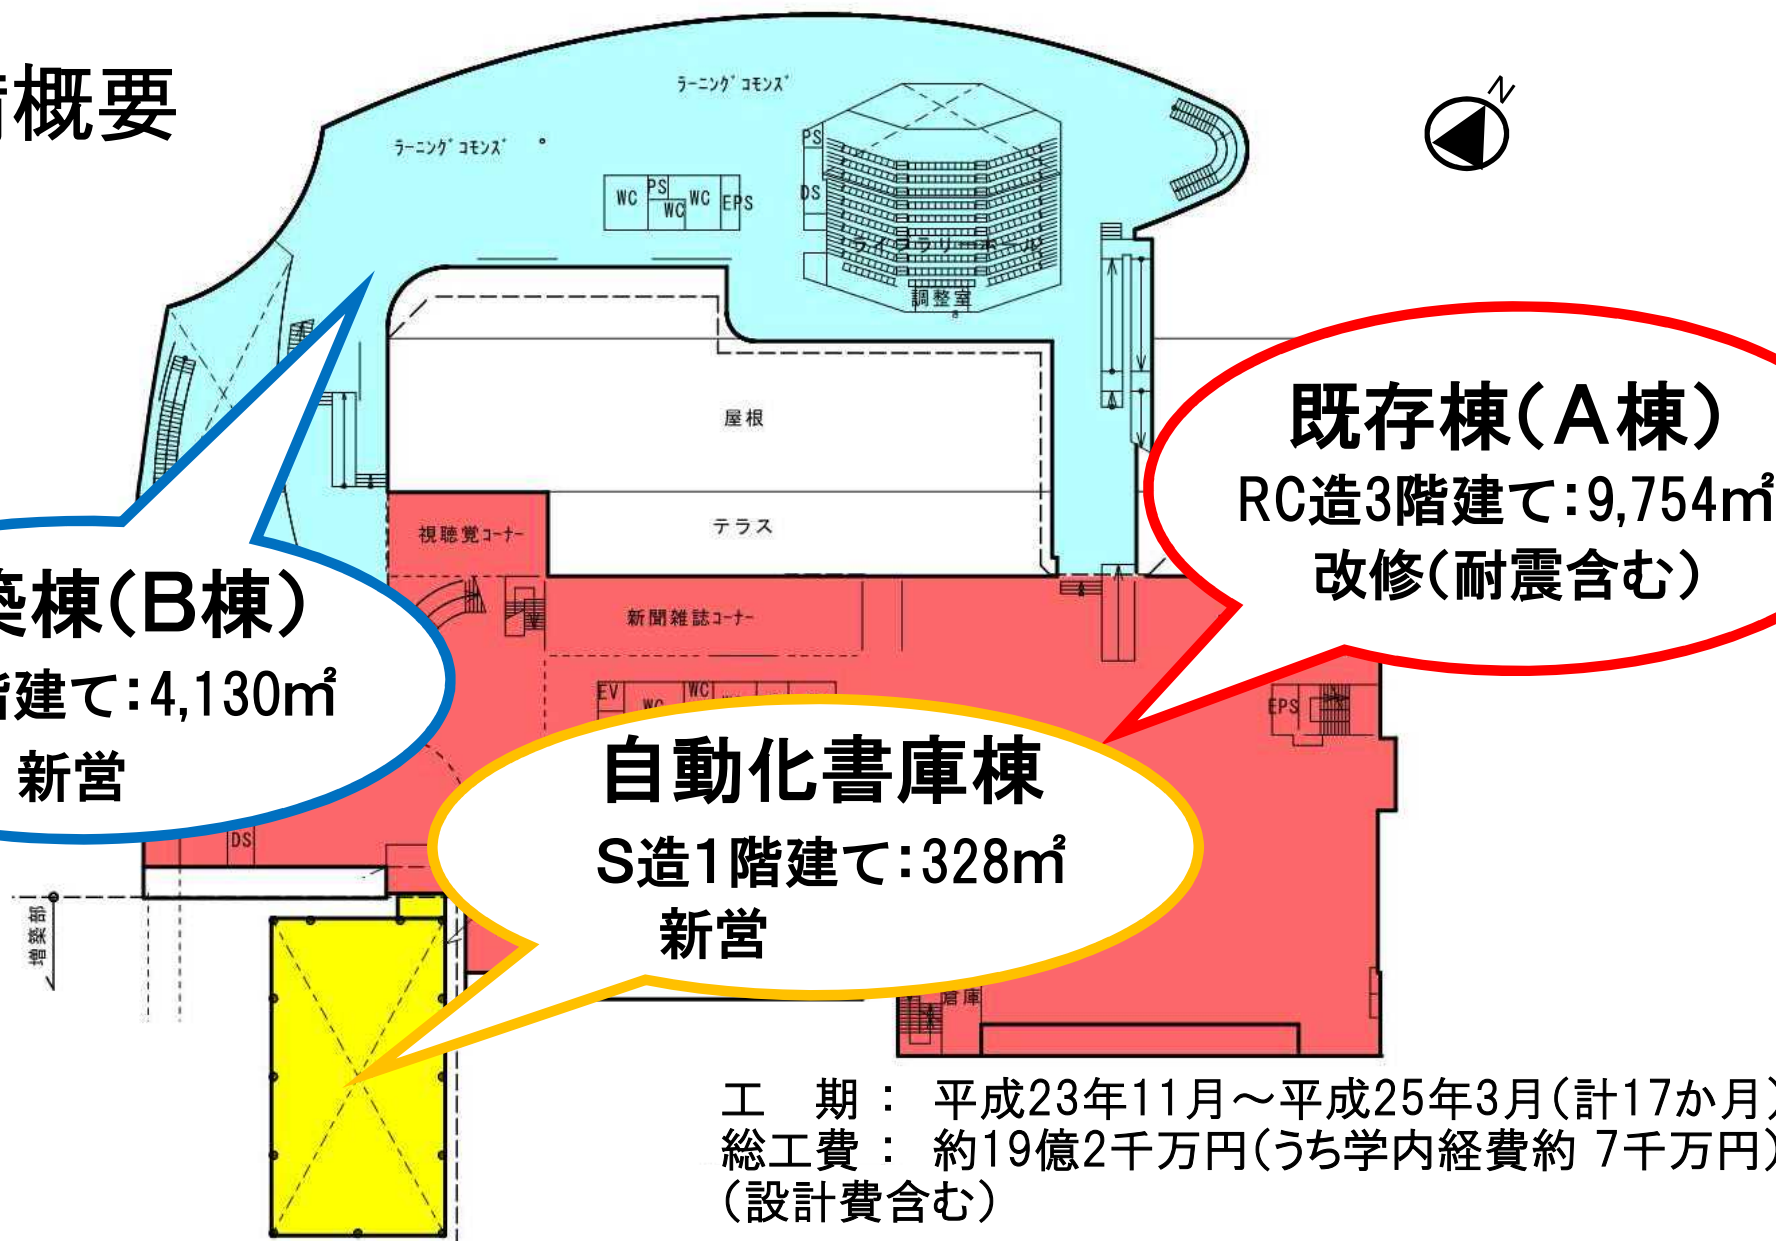 概要
N
ラーニングコモンズ
ラーニングコモンズ
PS
WC
PS
WC
WC
EPS
DS
ライブラリーホール
調整室
屋根
既存棟(A棟)
RC造3階建て:9,754㎡
改修(耐震含む)
視聴覚コーナー
テラス
築棟(B棟)
階建て:4,130㎡
新営
新聞雑誌コーナー
EV
WC
WC
EPS
自動化書庫棟
S造1階建て:328㎡
新営
DS
増築部
倉庫
工 期: 平成23年11月~平成25年3月(計17か月)
総工費: 約19億2千万円(うち学内経費約 7千万円)
(設計費含む)